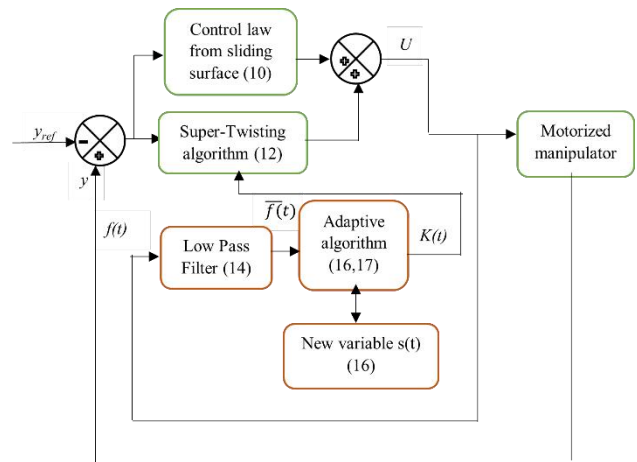 Control law
from sliding
surface (10)
U
y_ref
y
Super-Twisting
algorithm (12)
Motorized
manipulator
f(t)
Low Pass
Filter (14)
f̅(t)
Adaptive
algorithm
(16,17)
K(t)
New variable s(t)
(16)